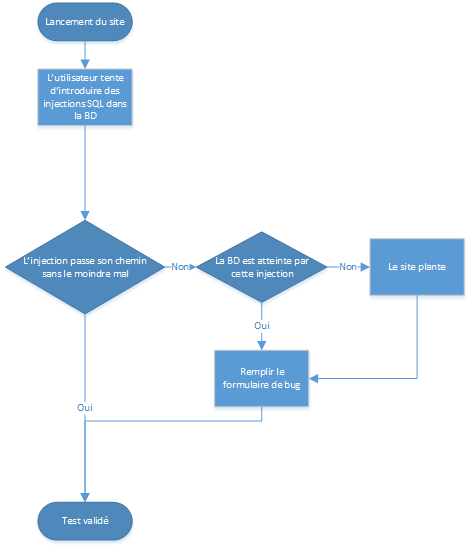 Lancement du site
L'utilisateur tente
d'introduire des
injections SQL dans
la BD
L'injection passe son chemin
sans le moindre mal
Non
La BD est atteinte par
cette injection
Non
Le site plante
Oui
Remplir le
formulaire de bug
Oui
Test validé